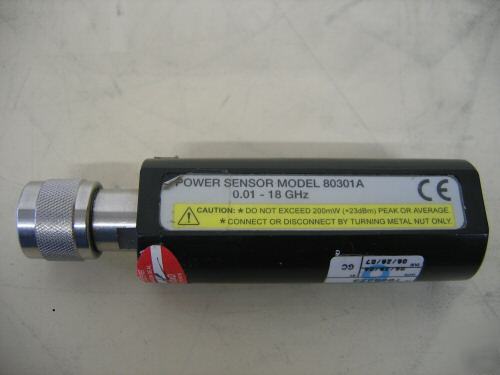 POWER SENSOR MODEL 80301A
0.01 - 18 GHz
CE
CAUTION: ★ DO NOT EXCEED 200mW (+23dBm) PEAK OR AVERAGE.
★ CONNECT OR DISCONNECT BY TURNING METAL NUT ONLY.
GC